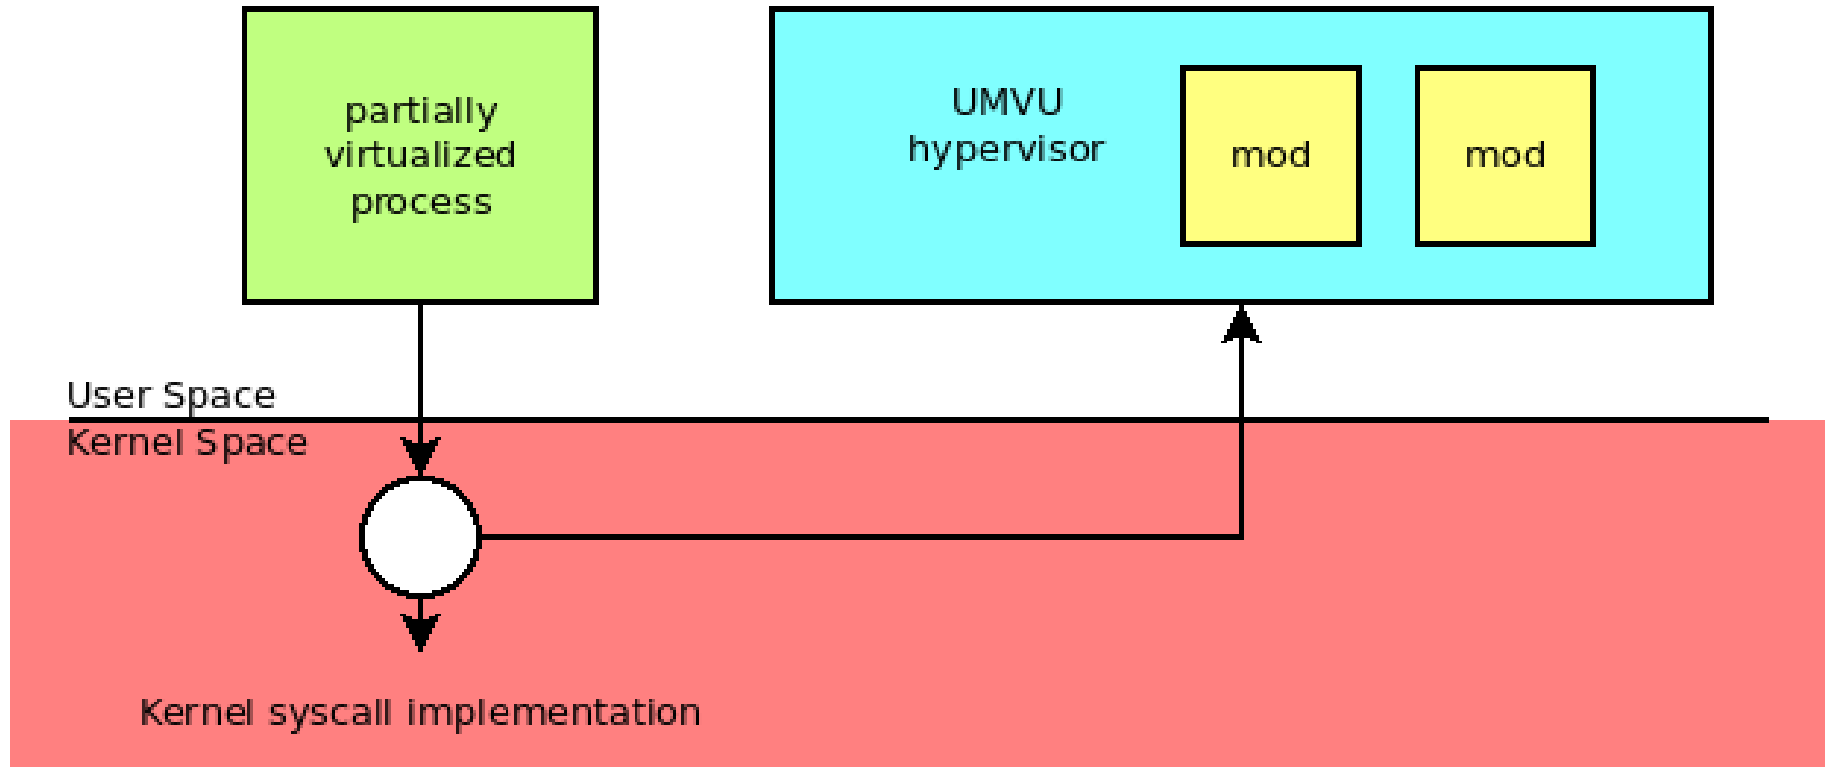 partially
virtualized
process
UMVU
hypervisor
mod
mod
User Space
Kernel Space
Kernel syscall implementation